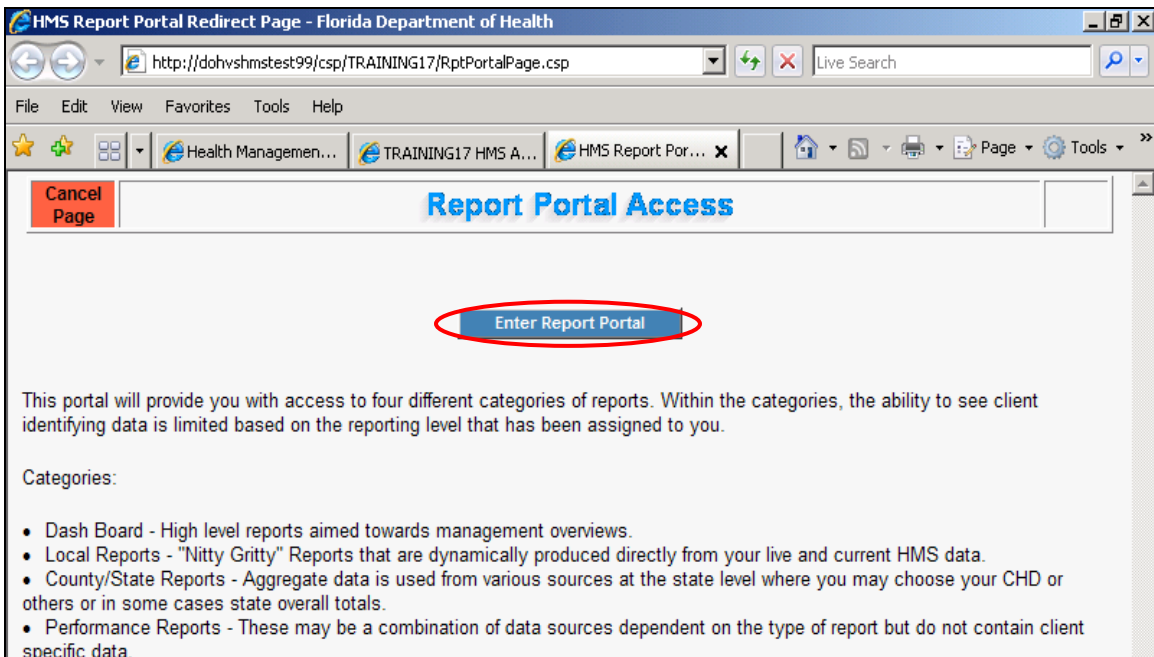 HMS Report Portal Redirect Page - Florida Department of Health
http://dohvshmstest99/csp/TRAINING17/RptPortalPage.csp
Live Search
File Edit View Favorites Tools Help
Health Managemen... TRAINING17 HMS A... HMS Report Por... Page Tools
Cancel
Page
Report Portal Access
Enter Report Portal
This portal will provide you with access to four different categories of reports. Within the categories, the ability to see client
identifying data is limited based on the reporting level that has been assigned to you.
Categories:
• Dash Board - High level reports aimed towards management overviews.
• Local Reports - "Nitty Gritty" Reports that are dynamically produced directly from your live and current HMS data.
• County/State Reports - Aggregate data is used from various sources at the state level where you may choose your CHD or
others or in some cases state overall totals.
• Performance Reports - These may be a combination of data sources dependent on the type of report but do not contain client
specific data.